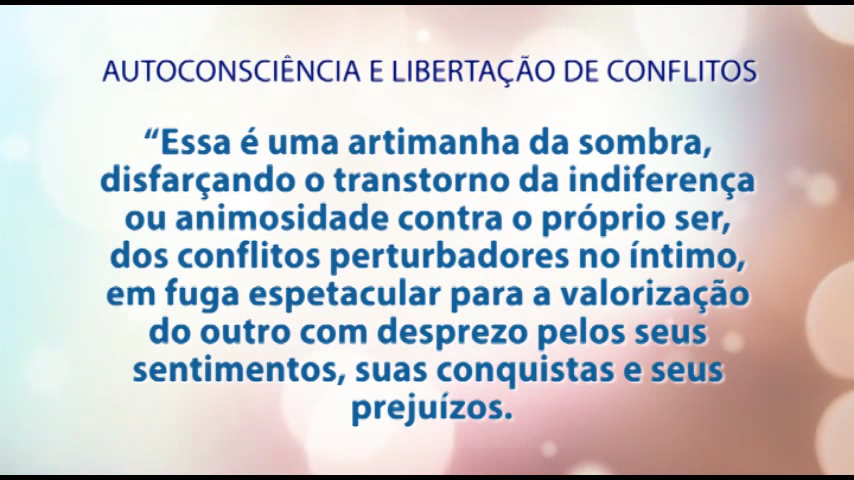 AUTOCONSCIÊNCIA E LIBERTAÇÃO DE CONFLITOS
“Essa é uma artimanha da sombra,
disfarçando o transtorno da indiferença
ou animosidade contra o próprio ser,
dos conflitos perturbadores no íntimo,
em fuga espetacular para a valorização
do outro com desprezo pelos seus
sentimentos, suas conquistas e seus
prejuízos.